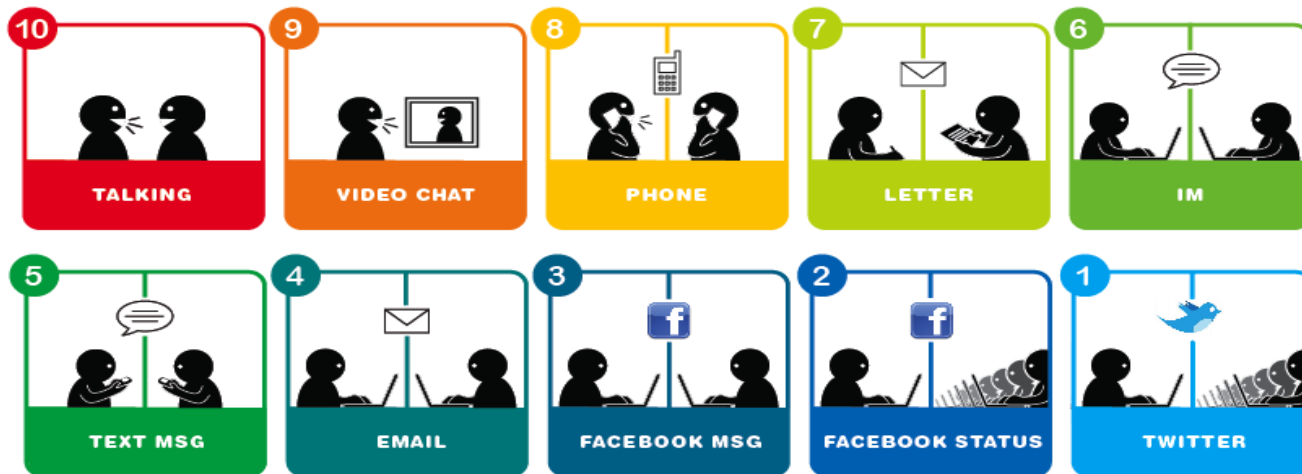 10
TALKING
9
VIDEO CHAT
8
PHONE
7
LETTER
6
IM
5
TEXT MSG
4
EMAIL
3
FACEBOOK MSG
f
2
FACEBOOK STATUS
f
1
TWITTER